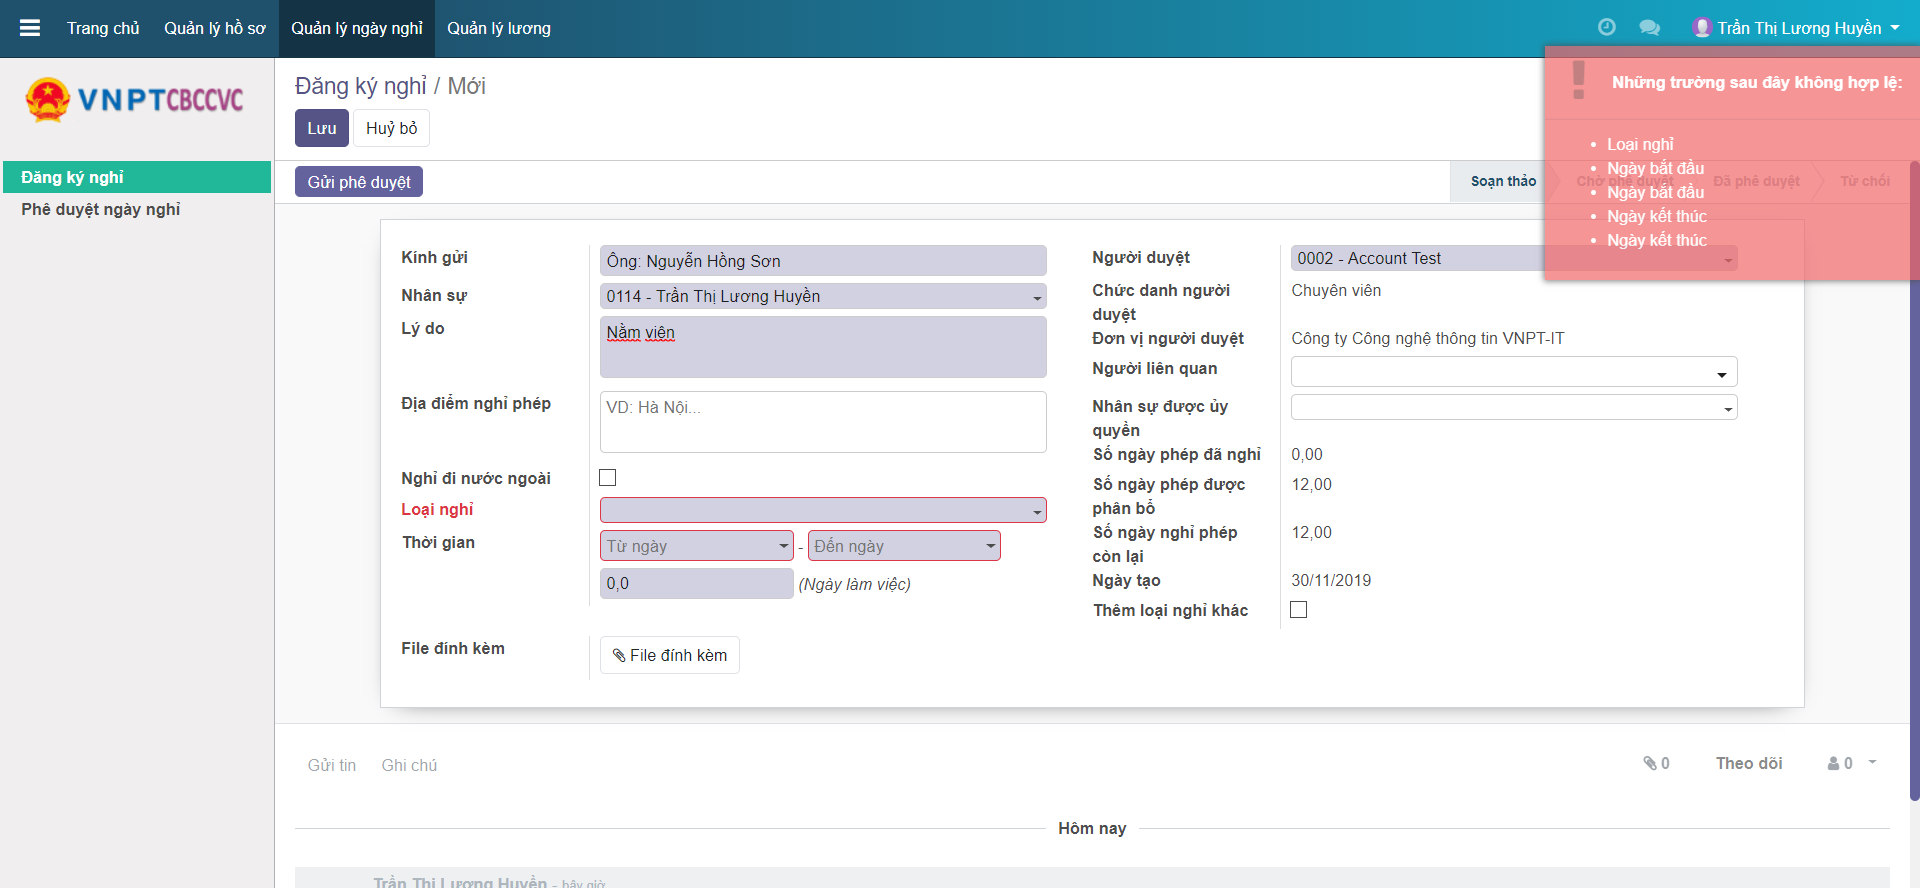 Trang chủ Quản lý hồ sơ Quản lý ngày nghỉ Quản lý lương Trần Thị Lương Huyền
VNPTCBCCVC
Đăng ký nghỉ
Phê duyệt ngày nghỉ
Đăng ký nghỉ / Mới
Lưu Huỷ bỏ
Gửi phê duyệt
Soạn thảo Chờ phê duyệt Đã phê duyệt Từ chối
Những trường sau đây không hợp lệ:
Loại nghỉ
Ngày bắt đầu
Ngày bắt đầu
Ngày kết thúc
Ngày kết thúc
Kính gửi Ông: Nguyễn Hồng Sơn
Nhân sự 0114 - Trần Thị Lương Huyền
Lý do Nằm viên
Địa điểm nghỉ phép VD: Hà Nội...
Nghỉ đi nước ngoài
Loại nghỉ
Thời gian Từ ngày - Đến ngày
0,0 (Ngày làm việc)
File đính kèm File đính kèm
Người duyệt 0002 - Account Test
Chức danh người duyệt Chuyên viên
Đơn vị người duyệt Công ty Công nghệ thông tin VNPT-IT
Người liên quan
Nhân sự được ủy quyền
Số ngày phép đã nghỉ 0,00
Số ngày phép được phân bổ 12,00
Số ngày nghỉ phép còn lại 12,00
Ngày tạo 30/11/2019
Thêm loại nghỉ khác
Gửi tin Ghi chú 0 Theo dõi 0
Hôm nay
Trần Thị Lương Huyền - bây giờ